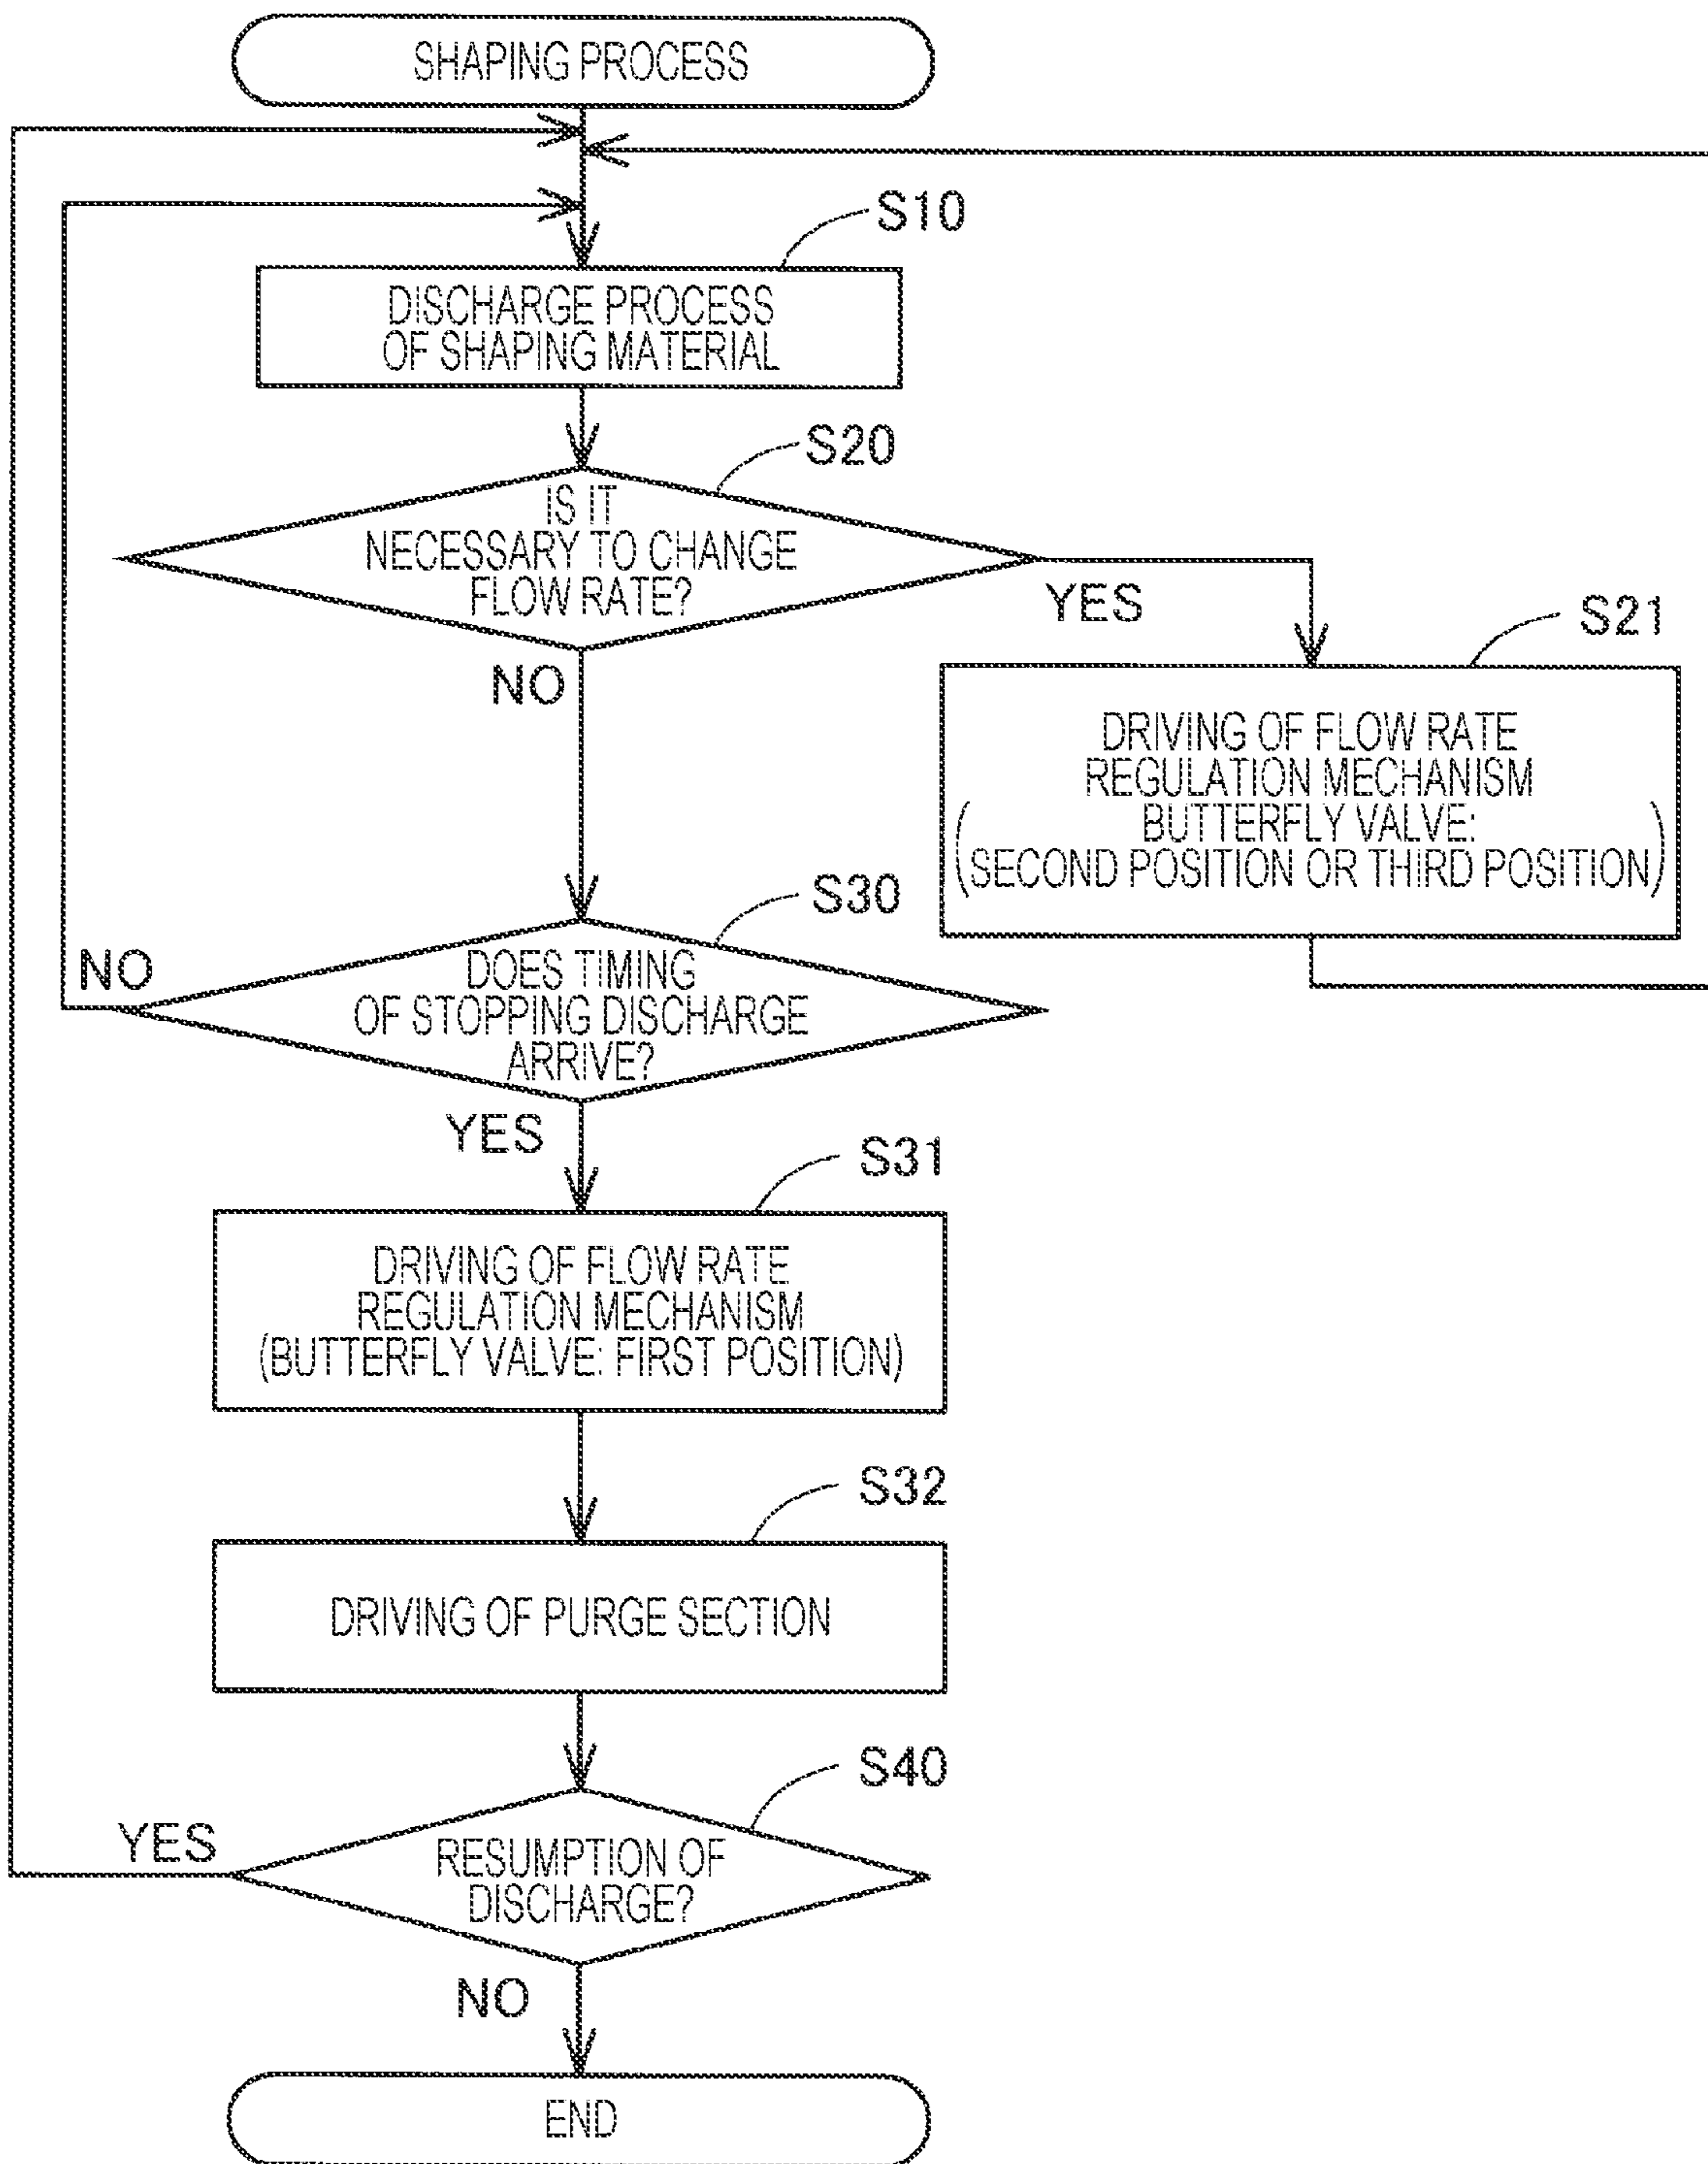 SHAPING PROCESS
S10
DISCHARGE PROCESS
OF SHAPING MATERIAL
S20
IS IT
NECESSARY TO CHANGE
FLOW RATE?
YES
NO
S21
DRIVING OF FLOW RATE
REGULATION MECHANISM
BUTTERFLY VALVE:
(SECOND POSITION OR THIRD POSITION)
S30
DOES TIMING
OF STOPPING DISCHARGE
ARRIVE?
NO
YES
S31
DRIVING OF FLOW RATE
REGULATION MECHANISM
(BUTTERFLY VALVE: FIRST POSITION)
S32
DRIVING OF PURGE SECTION
S40
RESUMPTION OF
DISCHARGE?
YES
NO
END